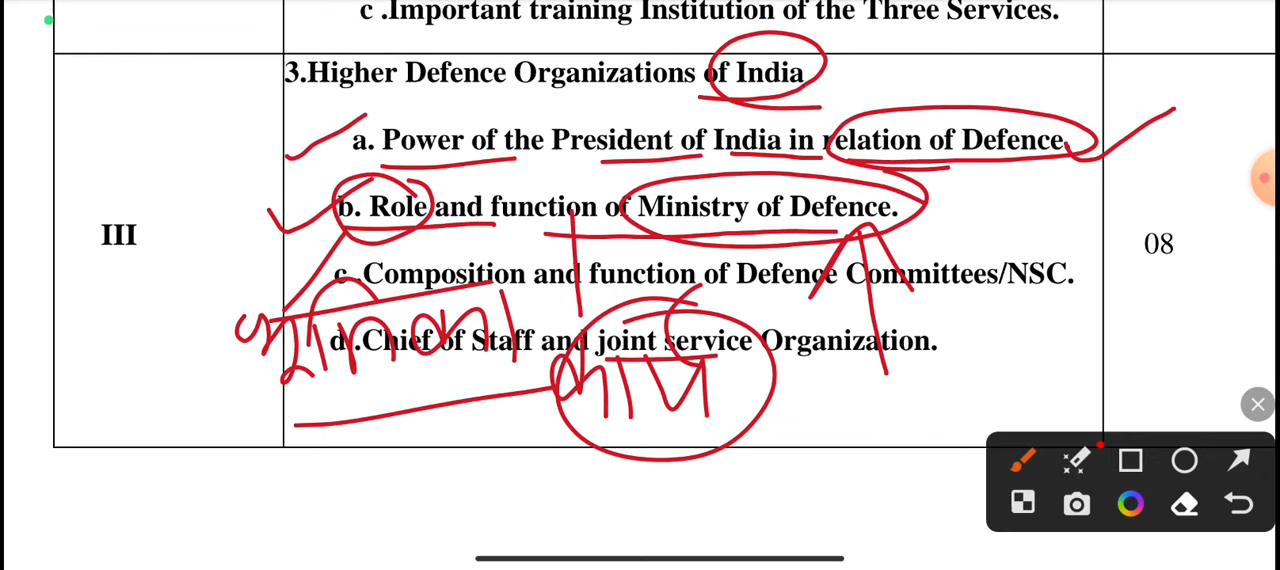 c .Important training Institution of the Three Services.
3.Higher Defence Organizations of India
a. Power of the President of India in relation of Defence.
b. Role and function of Ministry of Defence.
III
08
c .Composition and function of Defence Committees/NSC.
d .Chief of Staff and joint service Organization.